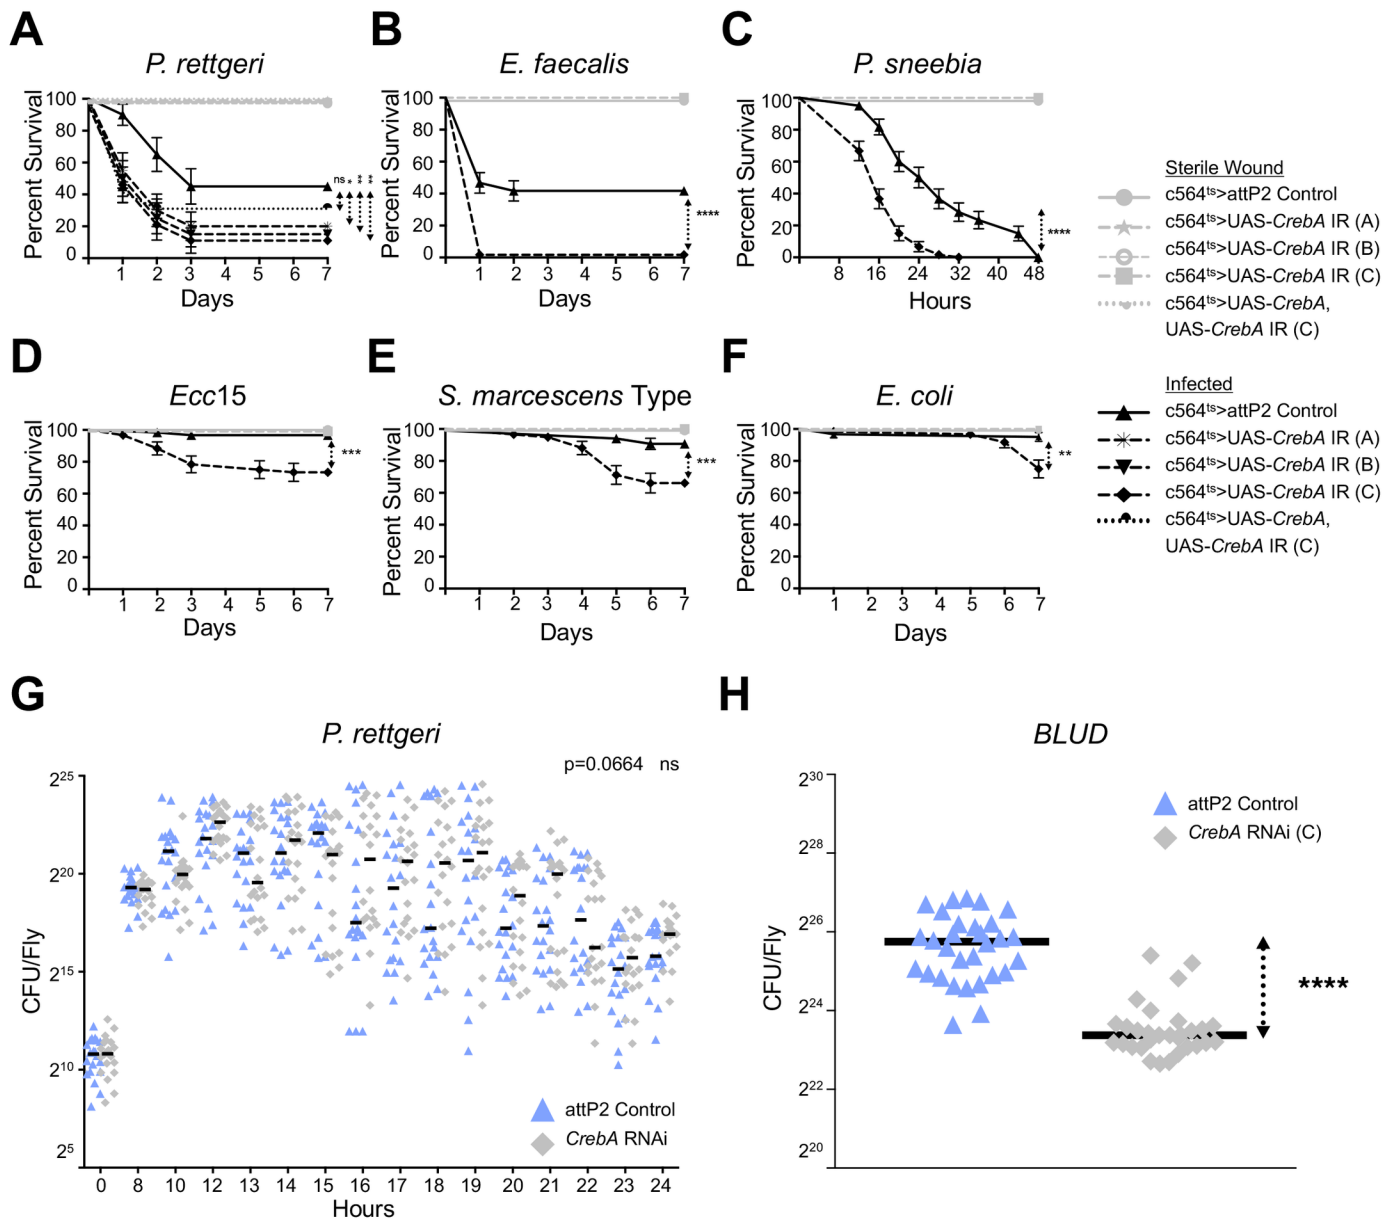 A
P. rettgeri
Percent Survival
100
80
60
40
20
0
1
2
3
4
5
6
7
Days
ns
*
**
**
B
E. faecalis
Percent Survival
100
80
60
40
20
0
1
2
3
4
5
6
7
Days
****
C
P. sneebia
Percent Survival
100
80
60
40
20
0
8
16
24
32
40
48
Hours
****
Sterile Wound
c564ts>attP2 Control
c564ts>UAS-CrebA IR (A)
c564ts>UAS-CrebA IR (B)
c564ts>UAS-CrebA IR (C)
c564ts>UAS-CrebA,
UAS-CrebA IR (C)
Infected
c564ts>attP2 Control
c564ts>UAS-CrebA IR (A)
c564ts>UAS-CrebA IR (B)
c564ts>UAS-CrebA IR (C)
c564ts>UAS-CrebA,
UAS-CrebA IR (C)
D
Ecc15
Percent Survival
100
80
60
40
20
0
1
2
3
4
5
6
7
Days
***
E
S. marcescens Type
Percent Survival
100
80
60
40
20
0
1
2
3
4
5
6
7
Days
***
F
E. coli
Percent Survival
100
80
60
40
20
0
1
2
3
4
5
6
7
Days
**
G
P. rettgeri
p=0.0664 ns
CFU/Fly
2^25
2^20
2^15
2^10
2^5
0 8 10 12 13 14 15 16 17 18 19 20 21 22 23 24
Hours
attP2 Control
CrebA RNAi
H
BLUD
CFU/Fly
2^30
2^28
2^26
2^24
2^22
2^20
attP2 Control
CrebA RNAi (C)
****